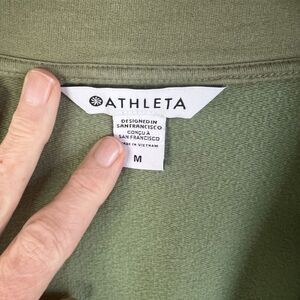 ATHLETA
DESIGNED IN
SAN FRANCISCO
CONÇU À
SAN FRANCISCO
MADE IN VIETNAM
M